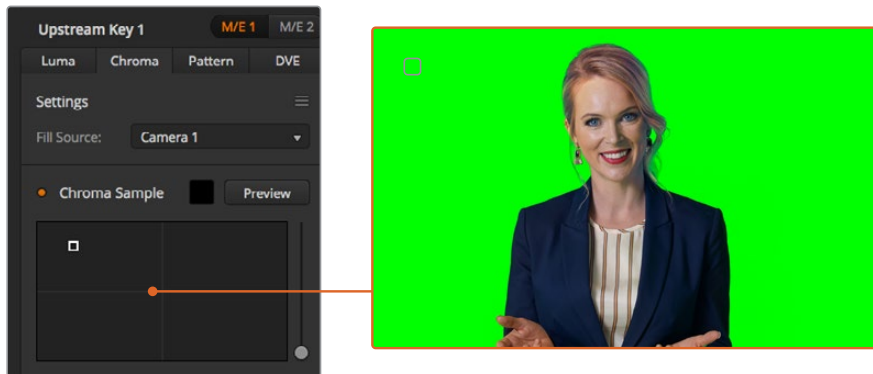 Upstream Key 1 M/E 1 M/E 2
Luma Chroma Pattern DVE
Settings
Fill Source: Camera 1
Chroma Sample Preview